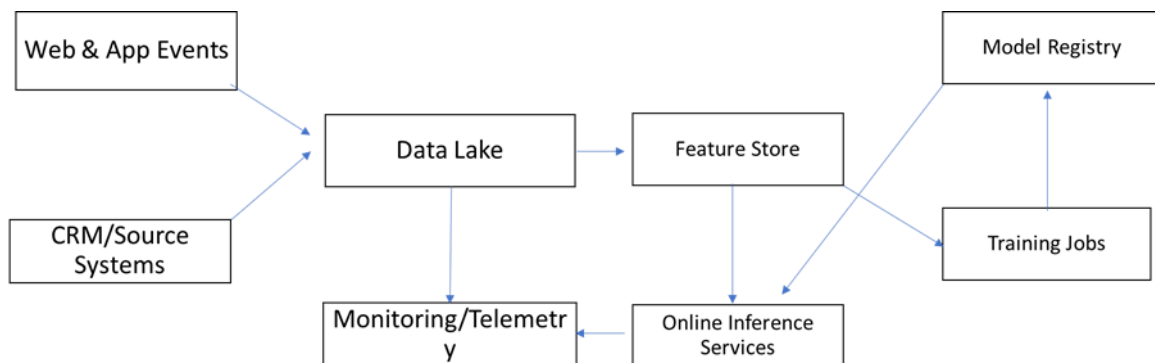 Web & App Events
Model Registry
Data Lake
Feature Store
CRM/Source
Systems
Training Jobs
Monitoring/Telemetr
y
Online Inference
Services